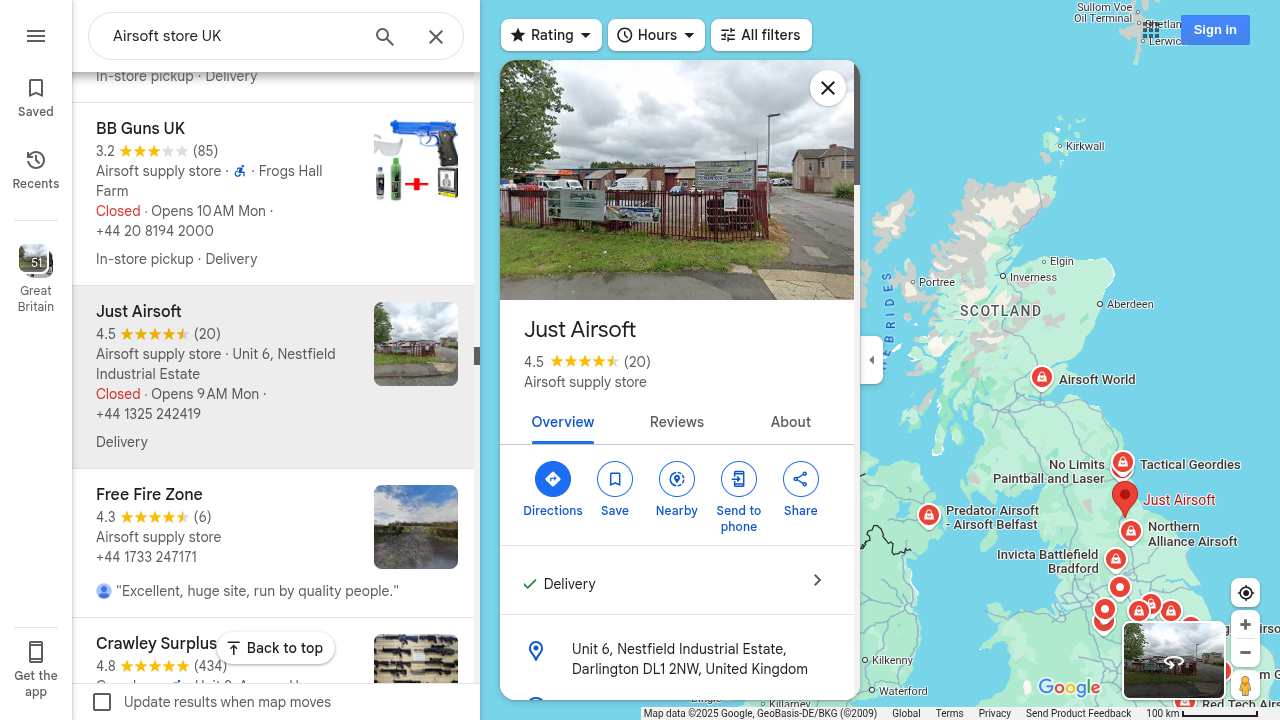 Airsoft store UK
Saved
Recents
51
Great
Britain
Get the
app
In-store pickup · Delivery
BB Guns UK
3.2 (85)
Airsoft supply store · · Frogs Hall
Farm
Closed · Opens 10 AM Mon ·
+44 20 8194 2000
In-store pickup · Delivery
Just Airsoft
4.5 (20)
Airsoft supply store · Unit 6, Nestfield
Industrial Estate
Closed · Opens 9 AM Mon ·
+44 1325 242419
Delivery
Free Fire Zone
4.3 (6)
Airsoft supply store
+44 1733 247171
"Excellent, huge site, run by quality people."
Crawley Surplus
4.8 (434)
Back to top
Update results when map moves
Rating
Hours
All filters
Just Airsoft
4.5 (20)
Airsoft supply store
Overview
Reviews
About
Directions
Save
Nearby
Send to
phone
Share
Delivery
Unit 6, Nestfield Industrial Estate,
Darlington DL1 2NW, United Kingdom
Sign in
Sullom Voe
Oil Terminal
Lerwick
Kirkwall
Elgin
Inverness
Portree
Aberdeen
SCOTLAND
Airsoft World
No Limits
Paintball and Laser
Tactical Geordies
Just Airsoft
Predator Airsoft
- Airsoft Belfast
Northern
Alliance Airsoft
Invicta Battlefield
Bradford
Kilkenny
Waterford
Killarney
Google
Map data ©2025 Google, GeoBasis-DE/BKG (©2009)
Global
Terms
Privacy
Send Product Feedback
100 km